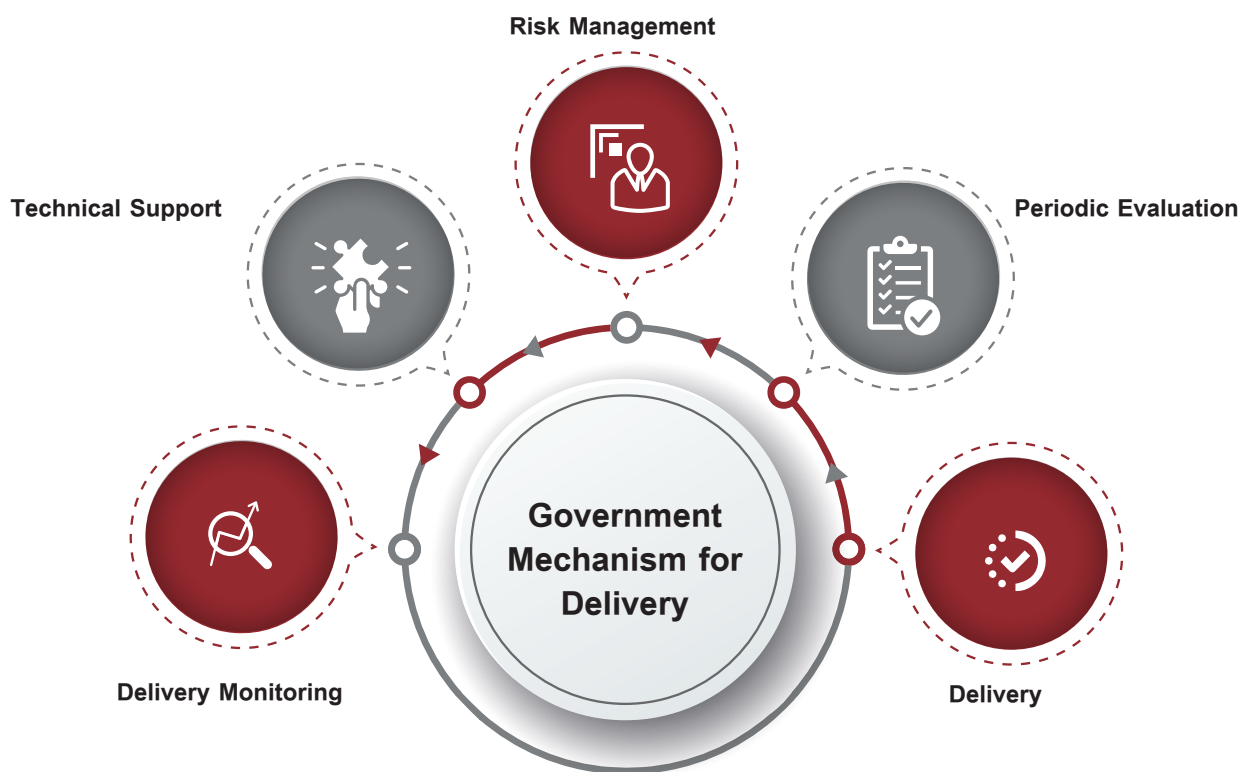 Risk Management
Technical Support
Periodic Evaluation
Government
Mechanism for
Delivery
Delivery Monitoring
Delivery